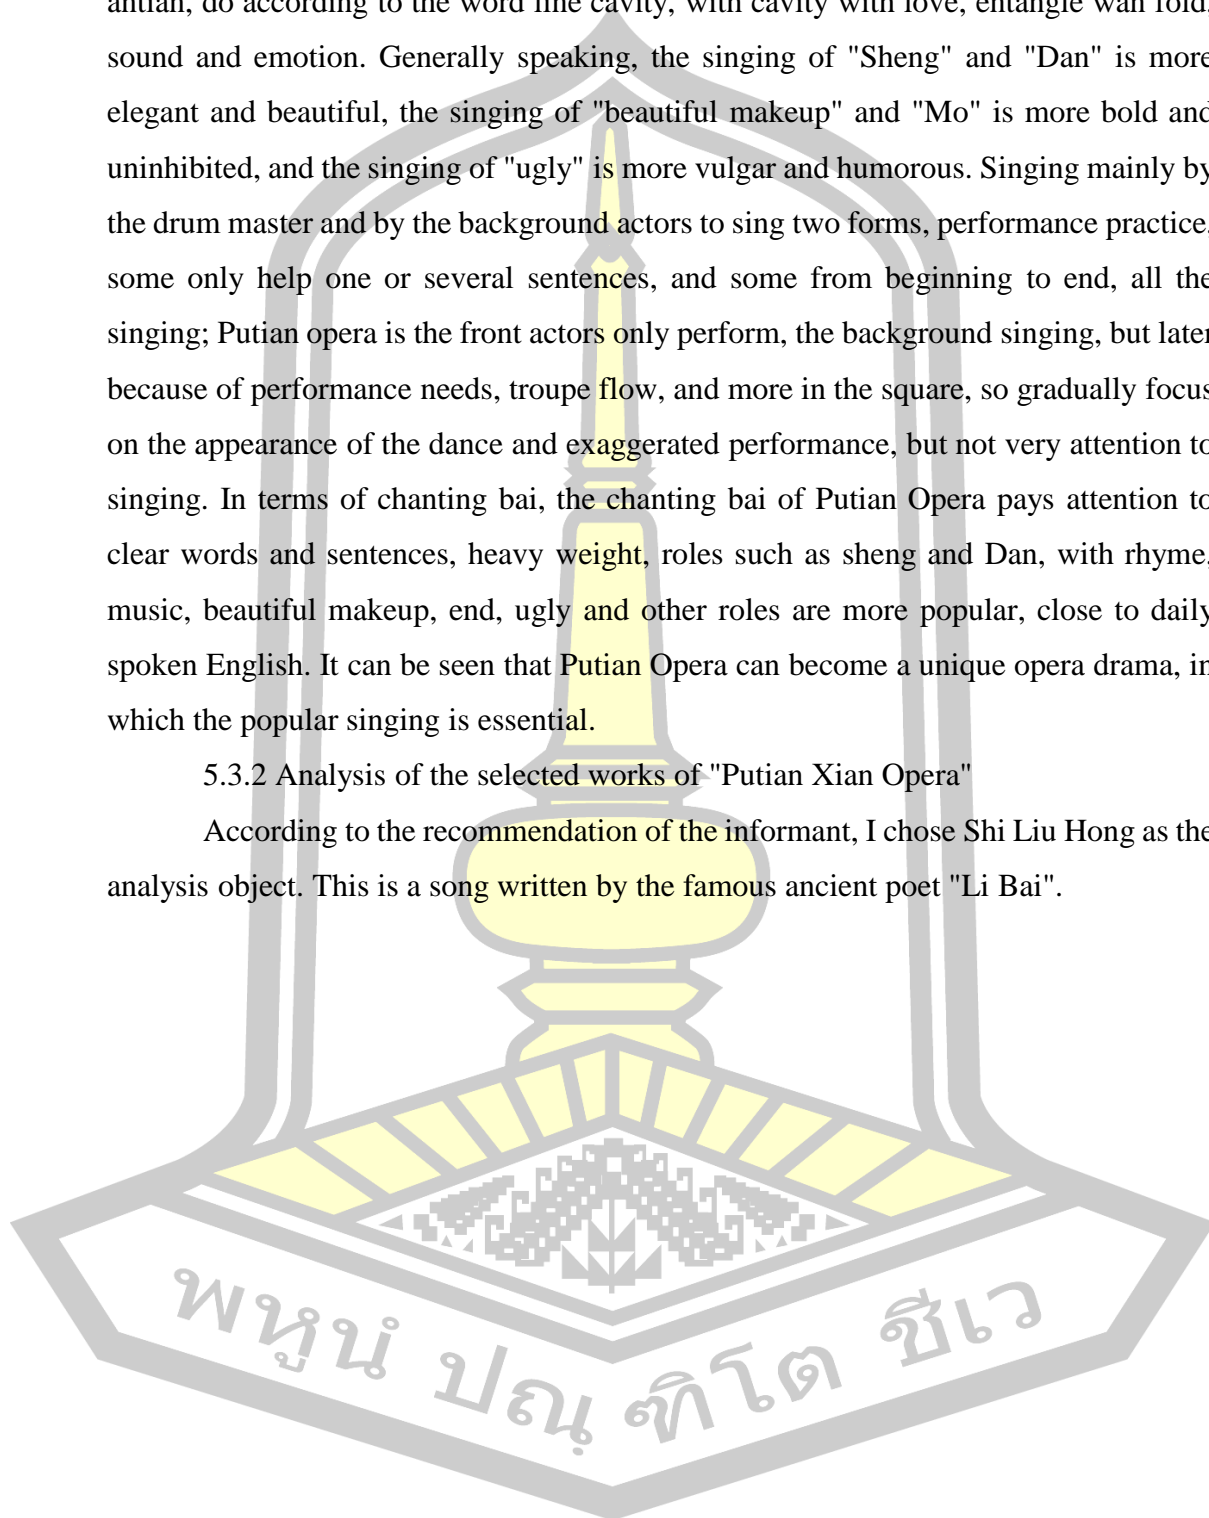 antian, do according to the word line cavity, with cavity with love, entangle wan fold,
sound and emotion. Generally speaking, the singing of "Sheng" and "Dan" is more
elegant and beautiful, the singing of "beautiful makeup" and "Mo" is more bold and
uninhibited, and the singing of "ugly" is more vulgar and humorous. Singing mainly by
the drum master and by the background actors to sing two forms, performance practice,
some only help one or several sentences, and some from beginning to end, all the
singing; Putian opera is the front actors only perform, the background singing, but later
because of performance needs, troupe flow, and more in the square, so gradually focus
on the appearance of the dance and exaggerated performance, but not very attention to
singing. In terms of chanting bai, the chanting bai of Putian Opera pays attention to
clear words and sentences, heavy weight, roles such as sheng and Dan, with rhyme,
music, beautiful makeup, end, ugly and other roles are more popular, close to daily
spoken English. It can be seen that Putian Opera can become a unique opera drama, in
which the popular singing is essential.
5.3.2 Analysis of the selected works of "Putian Xian Opera"
According to the recommendation of the informant, I chose Shi Liu Hong as the
analysis object. This is a song written by the famous ancient poet "Li Bai".
พหูนํ ปณฺฑิโต ชีเว